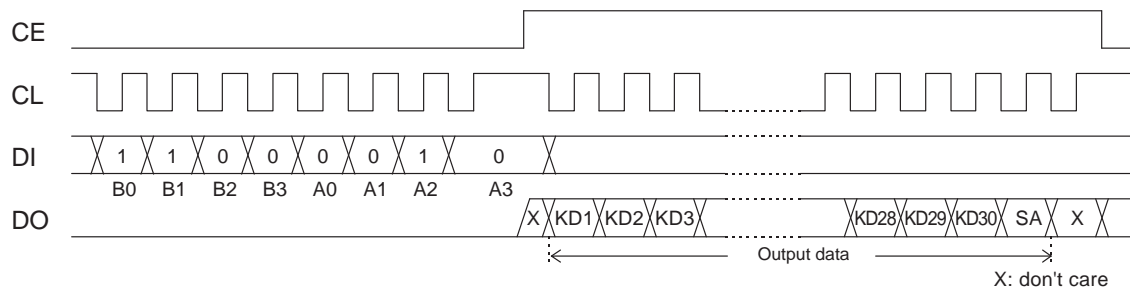 CE
CL
DI 1 1 0 0 0 0 1 0
B0 B1 B2 B3 A0 A1 A2 A3
DO X KD1 KD2 KD3 KD28 KD29 KD30 SA X
Output data
X: don't care